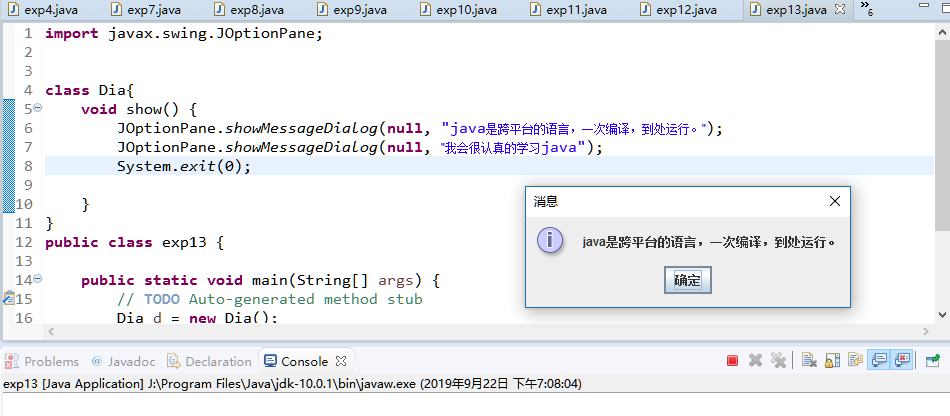 exp4.java exp7.java exp8.java exp9.java exp10.java exp11.java exp12.java exp13.java »6
1 import javax.swing.JOptionPane;
2
3
4 class Dia{
5 void show() {
6 JOptionPane.showMessageDialog(null, "java是跨平台的语言，一次编译，到处运行。");
7 JOptionPane.showMessageDialog(null, "我会很认真的学习java");
8 System.exit(0);
9
10 }
11 }
12 public class exp13 {
13
14 public static void main(String[] args) {
15 // TODO Auto-generated method stub
16 Dia d = new Dia();
消息
java是跨平台的语言，一次编译，到处运行。
确定
Problems @ Javadoc Declaration Console
exp13 [Java Application] J:\Program Files\Java\jdk-10.0.1\bin\javaw.exe (2019年9月22日 下午7:08:04)